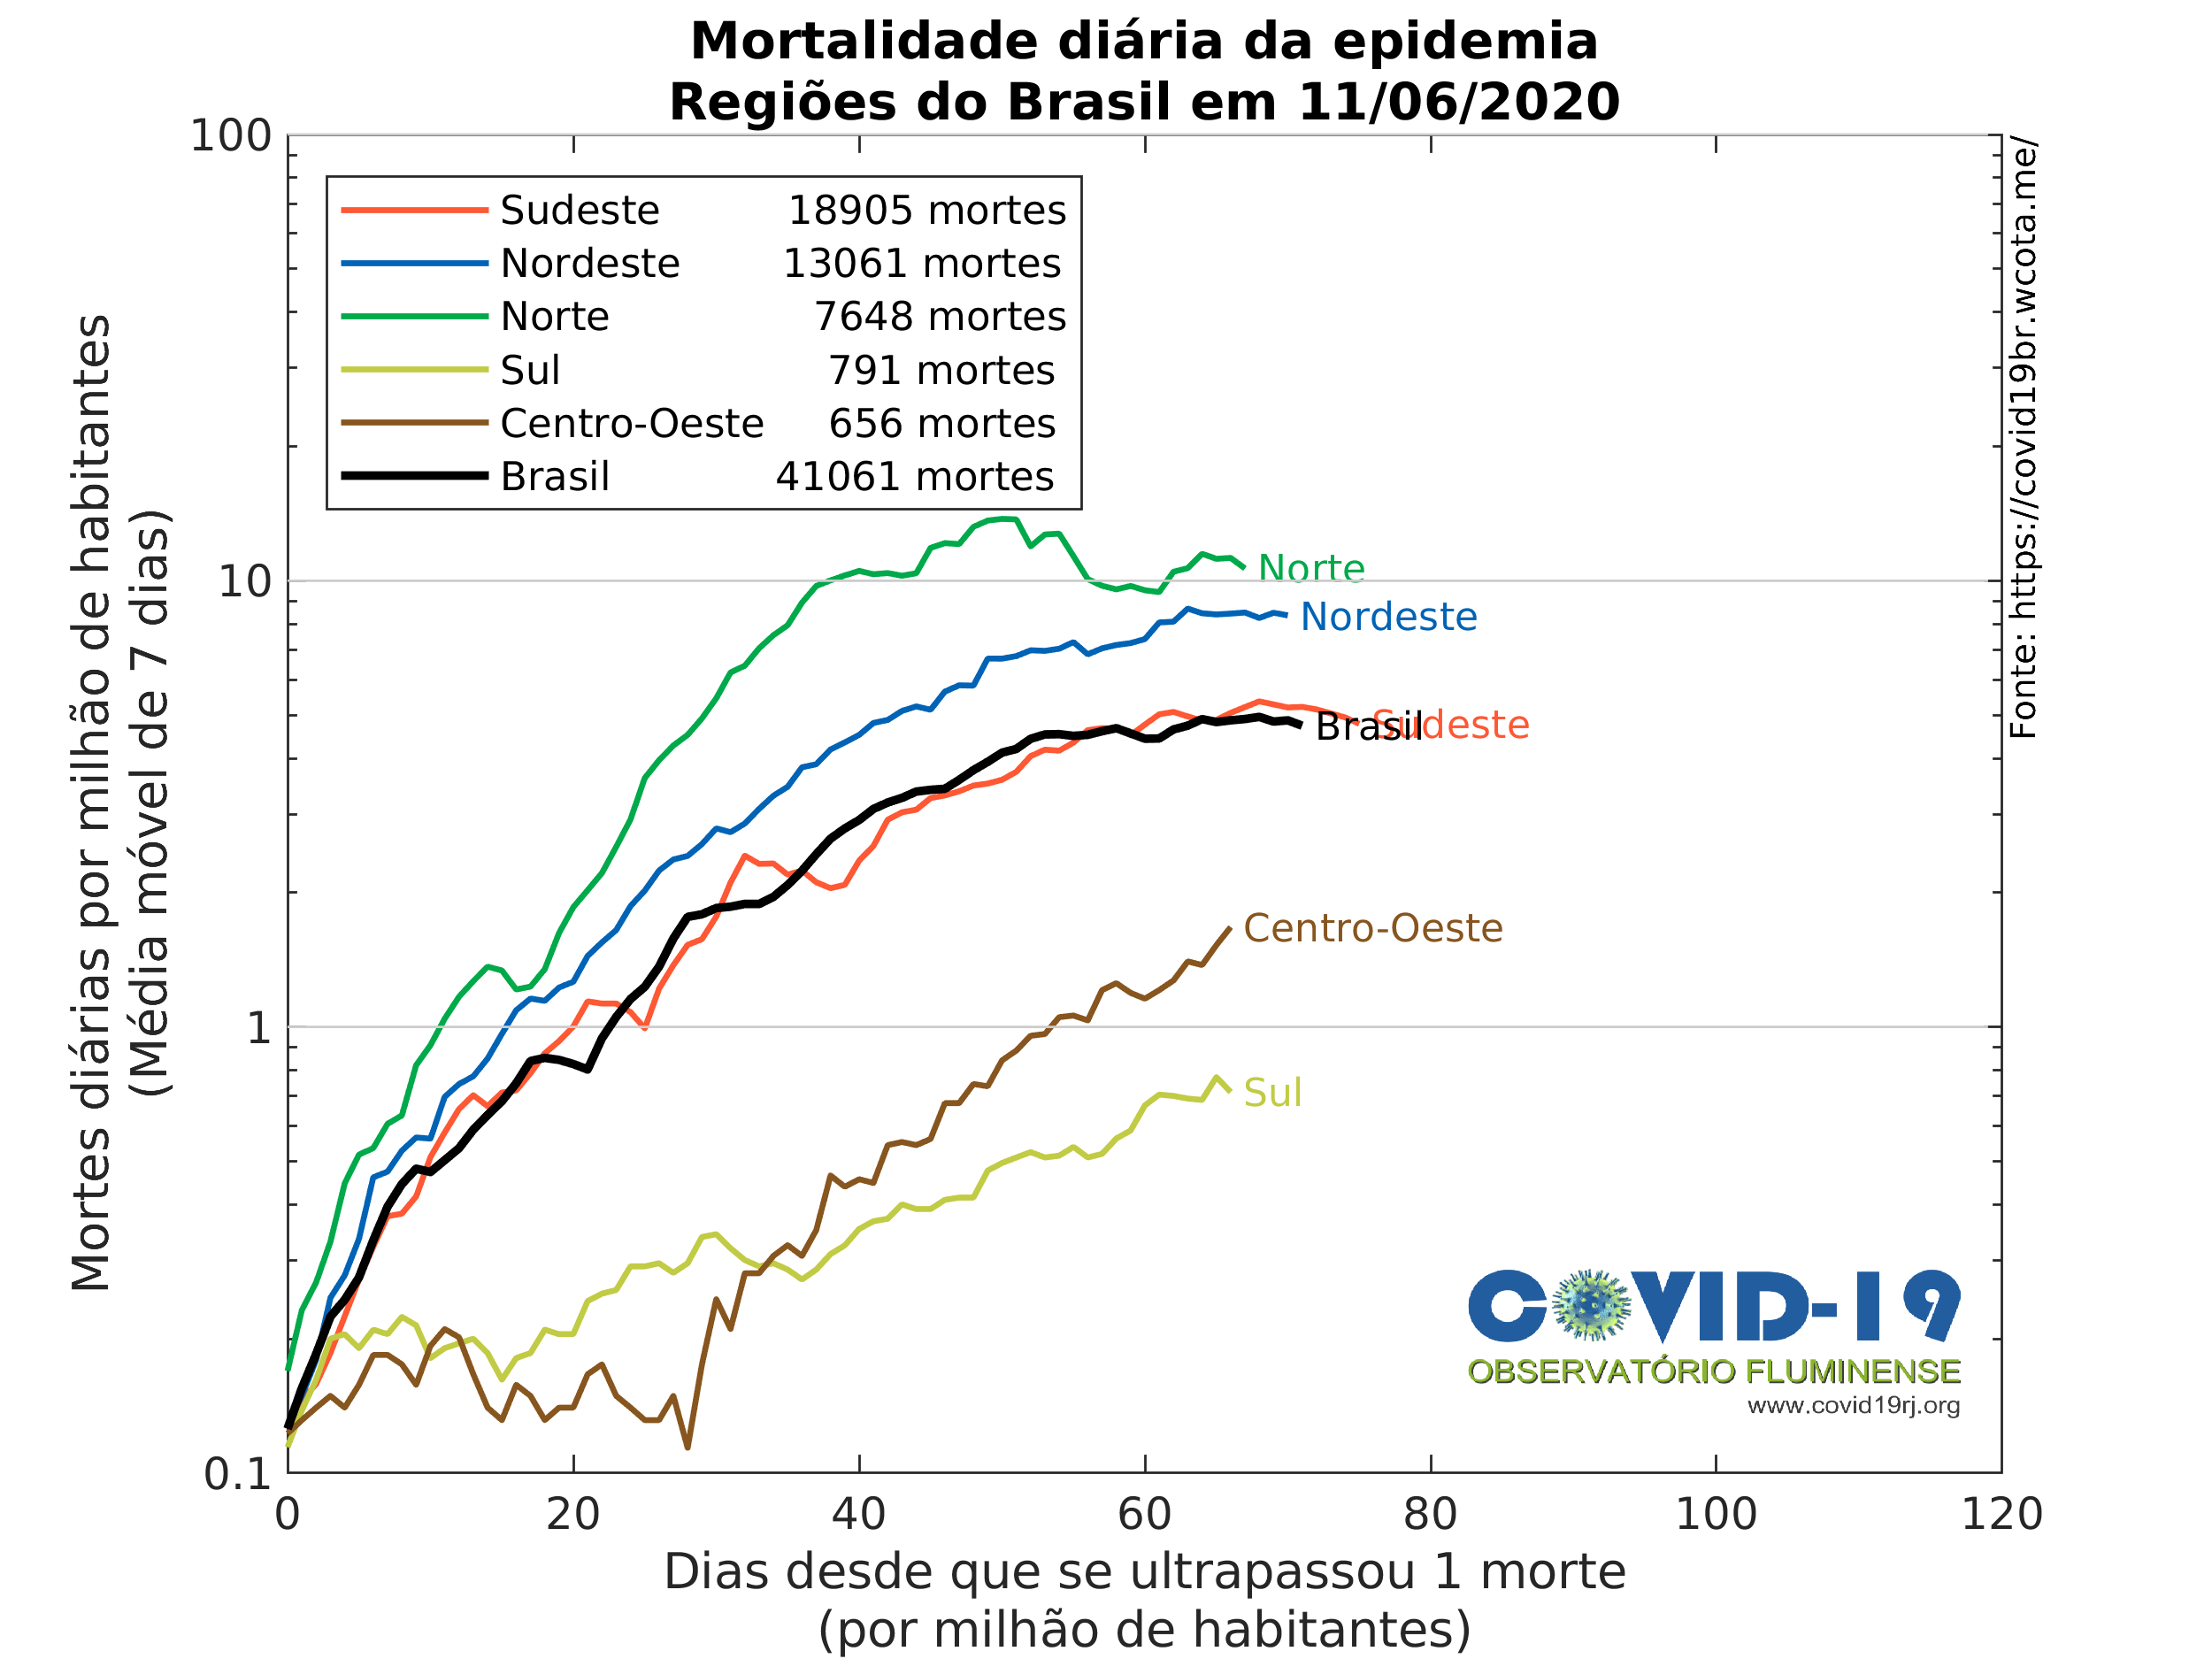 Mortalidade diária da epidemia
Regiões do Brasil em 11/06/2020
Mortes diárias por milhão de habitantes
(Média móvel de 7 dias)
100
10
1
0.1
Sudeste 18905 mortes
Nordeste 13061 mortes
Norte 7648 mortes
Sul 791 mortes
Centro-Oeste 656 mortes
Brasil 41061 mortes
Norte
Nordeste
Brasil
Sudeste
Centro-Oeste
Sul
Fonte: https://covid19br.wcota.me/
COVID-19
OBSERVATÓRIO FLUMINENSE
www.covid19rj.org
0 20 40 60 80 100 120
Dias desde que se ultrapassou 1 morte
(por milhão de habitantes)